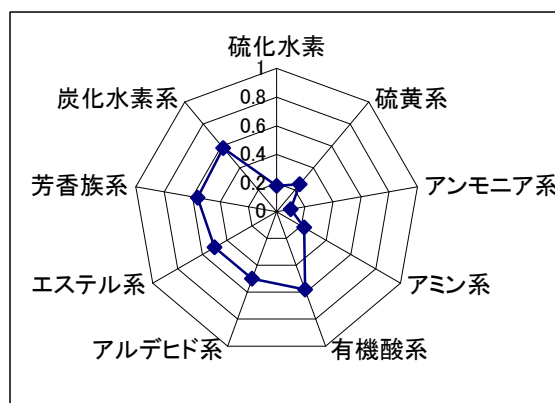 硫化水素
硫黄系
アンモニア系
アミン系
有機酸系
アルデヒド系
エステル系
芳香族系
炭化水素系
1
0.8
0.6
0.4
0.2
0